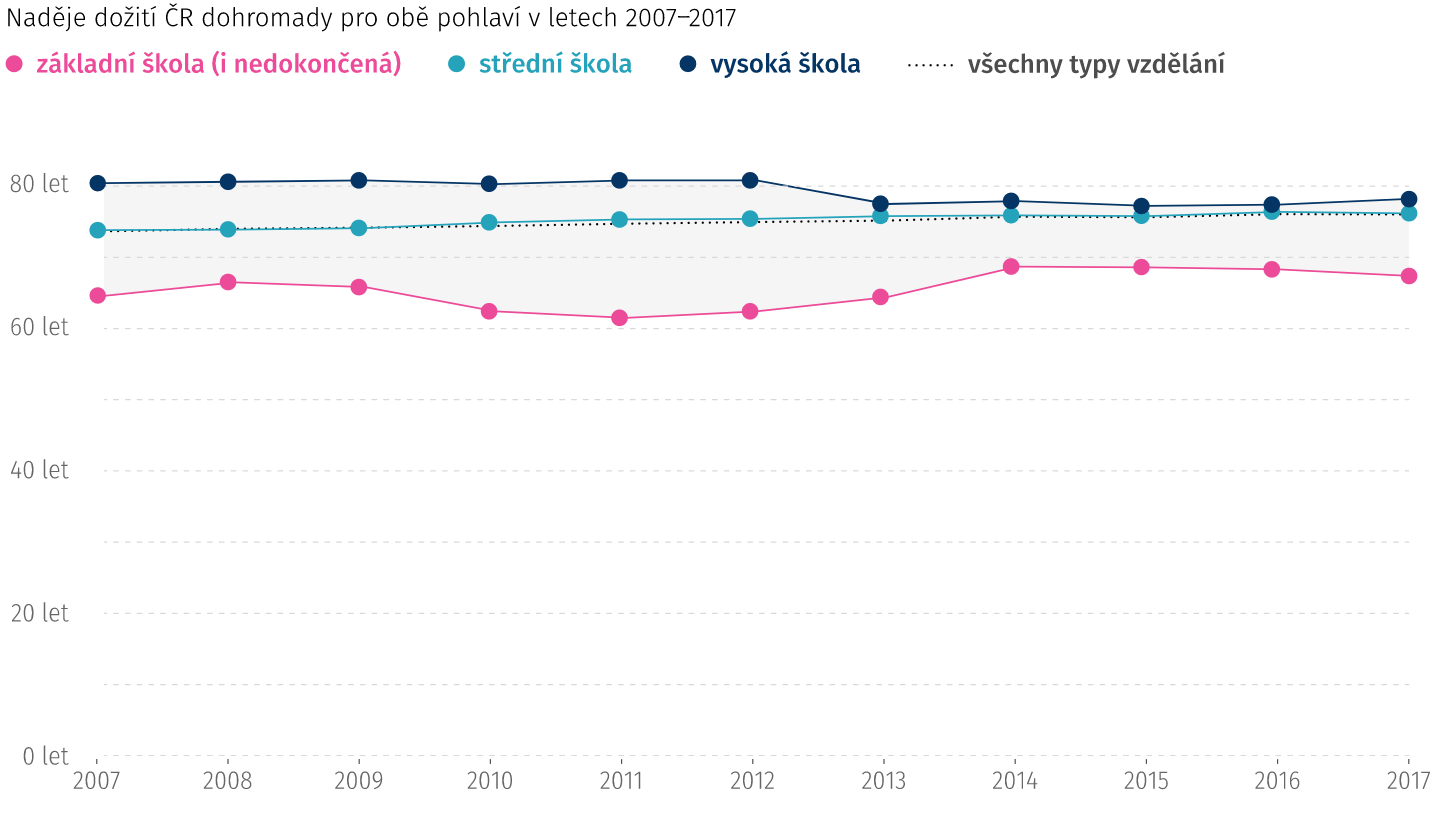 Naděje dožití ČR dohromady pro obě pohlaví v letech 2007–2017
základní škola (i nedokončená) střední škola vysoká škola všechny typy vzdělání
80 let
60 let
40 let
20 let
0 let
2007 2008 2009 2010 2011 2012 2013 2014 2015 2016 2017